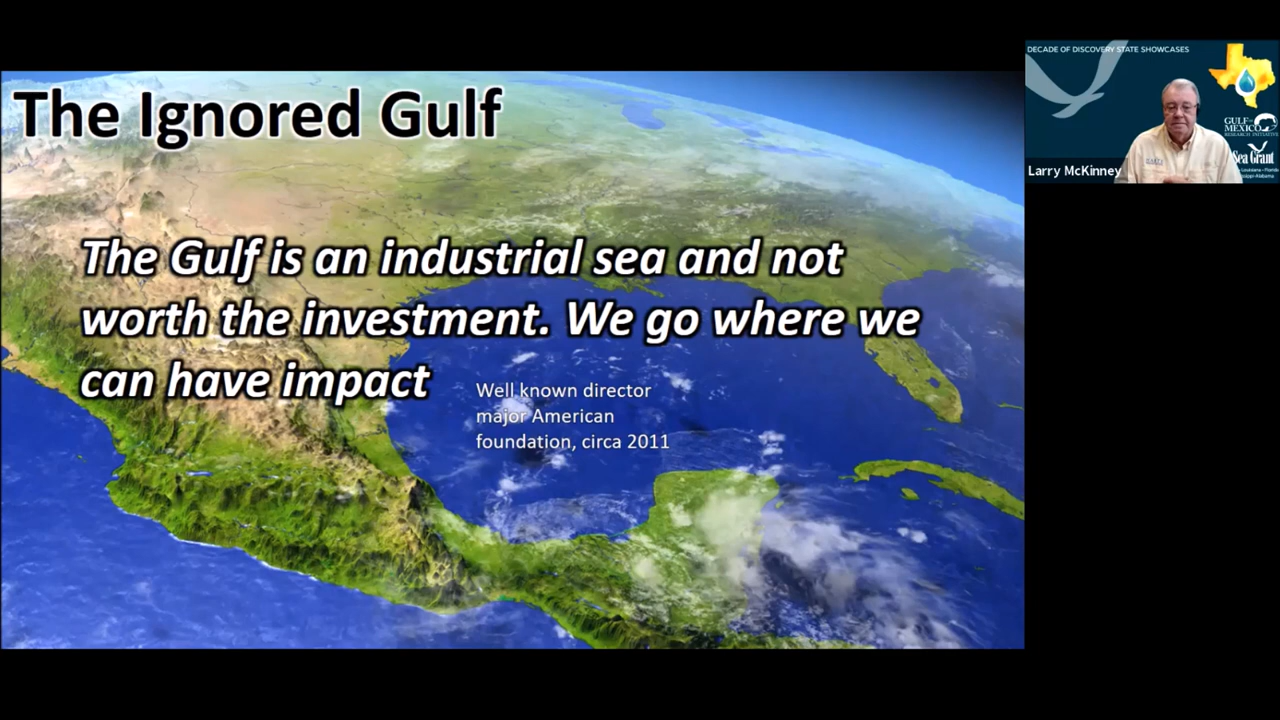 The Ignored Gulf
The Gulf is an industrial sea and not
worth the investment. We go where we
can have impact
Well known director
major American
foundation, circa 2011
DECADE OF DISCOVERY STATE SHOWCASES
GULF
MEXICO
RESEARCH INITIATIVE
Sea Grant
Louisiana - Florida
Larry McKinney